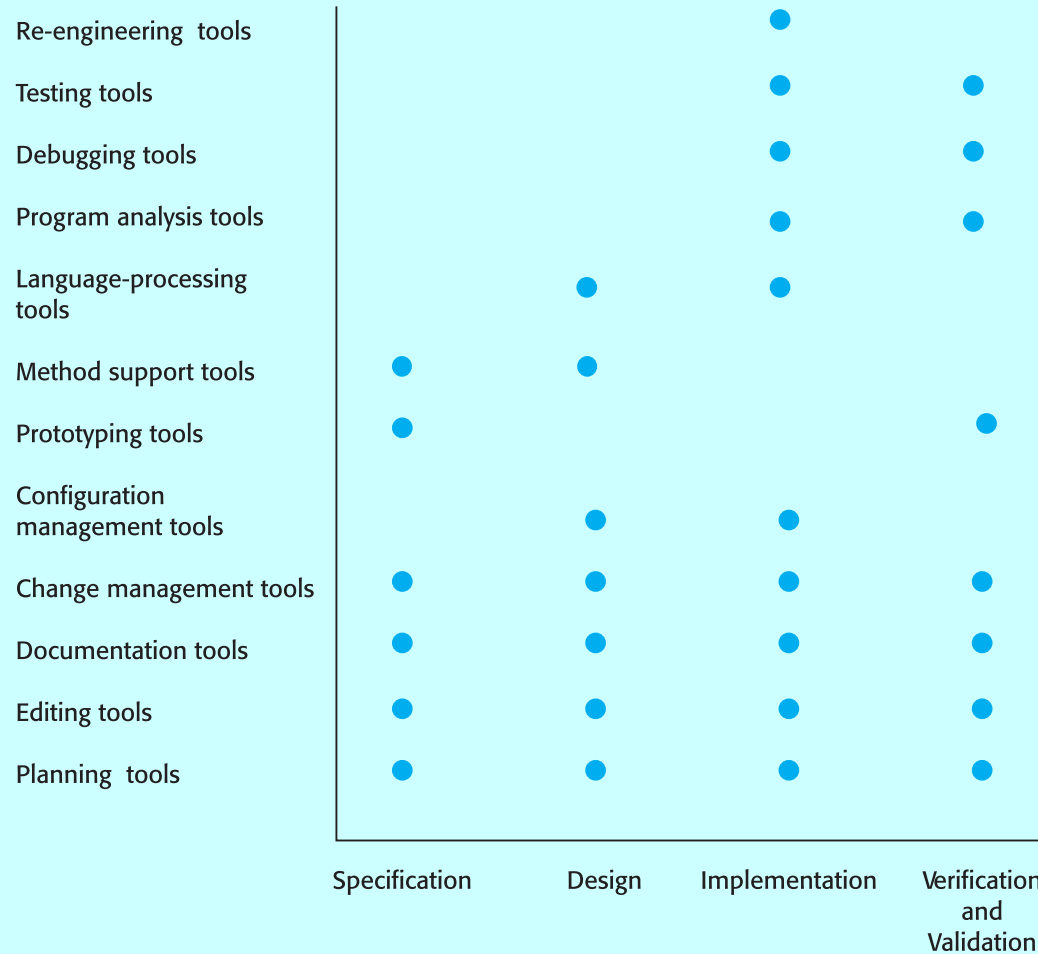 Re-engineering tools
Testing tools
Debugging tools
Program analysis tools
Language-processing
tools
Method support tools
Prototyping tools
Configuration
management tools
Change management tools
Documentation tools
Editing tools
Planning tools
Specification
Design
Implementation
Verification
and
Validation